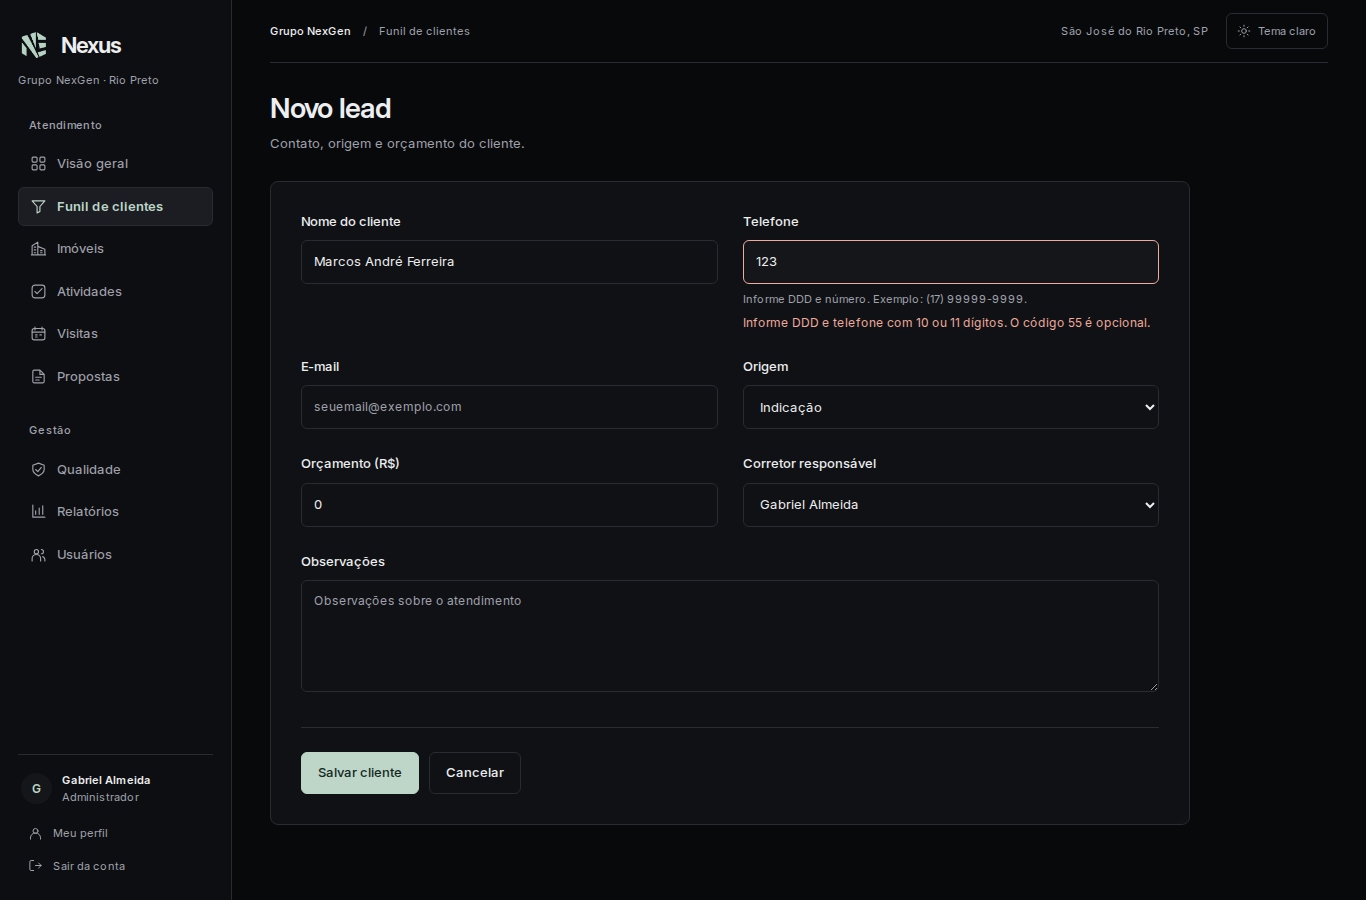 Nexus
Grupo NexGen · Rio Preto
Atendimento
Visão geral
Funil de clientes
Imóveis
Atividades
Visitas
Propostas
Gestão
Qualidade
Relatórios
Usuários
G
Gabriel Almeida
Administrador
Meu perfil
Sair da conta
Grupo NexGen / Funil de clientes
São José do Rio Preto, SP
Tema claro
Novo lead
Contato, origem e orçamento do cliente.
Nome do cliente
Marcos André Ferreira
Telefone
123
Informe DDD e número. Exemplo: (17) 99999-9999.
Informe DDD e telefone com 10 ou 11 dígitos. O código 55 é opcional.
E-mail
seuemail@exemplo.com
Origem
Indicação
Orçamento (R$)
0
Corretor responsável
Gabriel Almeida
Observações
Observações sobre o atendimento
Salvar cliente
Cancelar